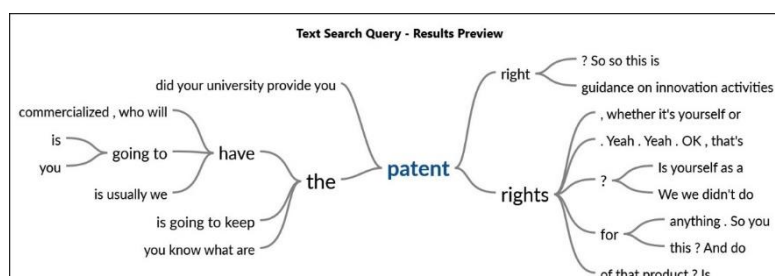 Text Search Query - Results Preview
did your university provide you
commercialized , who will
is
you
going to
is usually we
have
is going to keep
you know what are
the
patent
right
? So so this is
guidance on innovation activities
rights
, whether it's yourself or
. Yeah . Yeah . OK , that's
?
Is yourself as a
We we didn't do
for
anything . So you
this ? And do
of that product ? Is